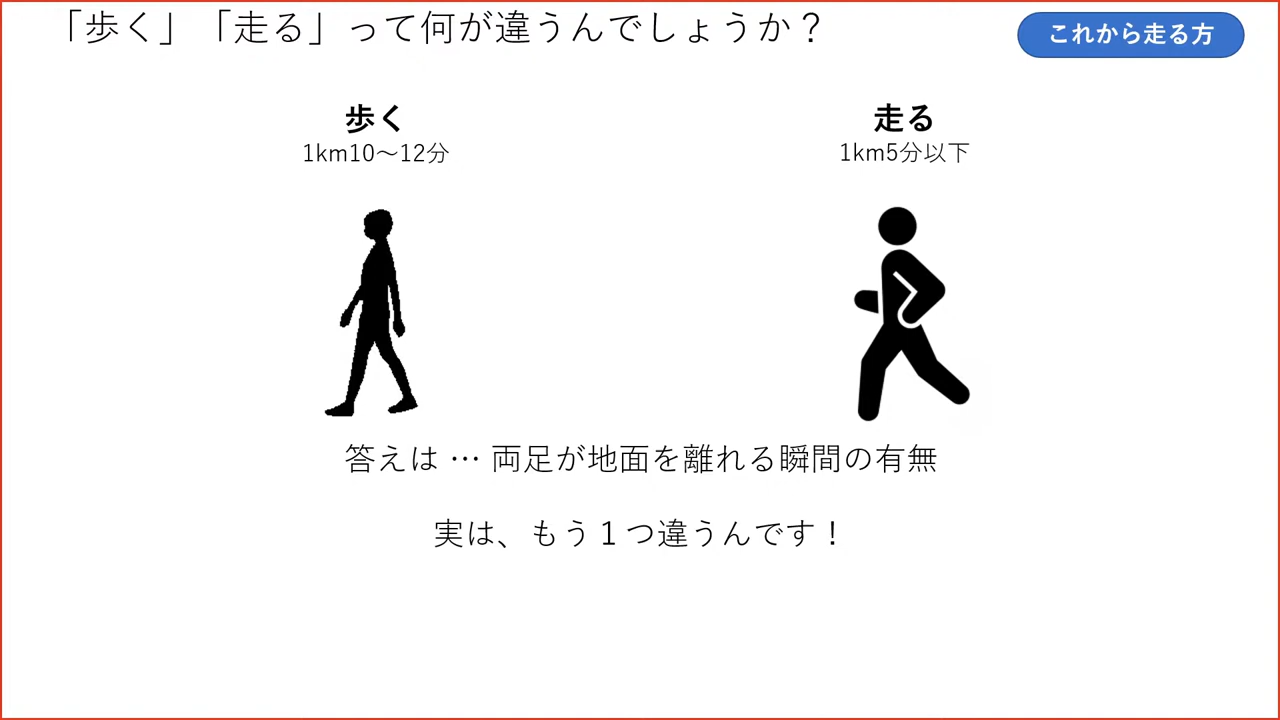 「歩く」「走る」って何が違うんでしょうか？
これから走る方
歩く
1km10〜12分
走る
1km5分以下
答えは … 両足が地面を離れる瞬間の有無
実は、もう１つ違うんです！